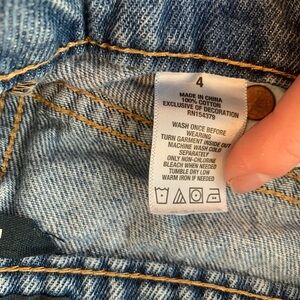 4
MADE IN CHINA
100% COTTON
EXCLUSIVE OF DECORATION
RN154379
WASH ONCE BEFORE
WEARING
TURN GARMENT INSIDE OUT
MACHINE WASH COLD
SEPARATELY
ONLY NON-CHLORINE
BLEACH WHEN NEEDED
TUMBLE DRY LOW
WARM IRON IF NEEDED